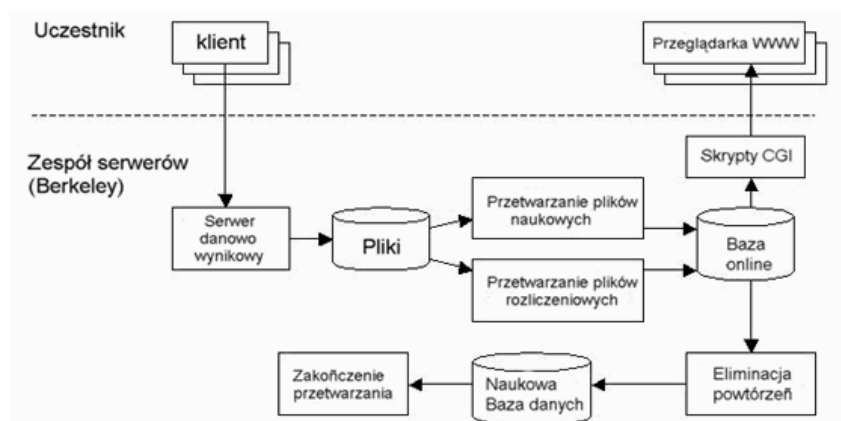 Uczestnik
klient
Przeglądarka WWW
Zespół serwerów
(Berkeley)
Skrypty CGI
Serwer
danowo
wynikowy
Pliki
Przetwarzanie plików
naukowych
Przetwarzanie plików
rozliczeniowych
Baza
online
Zakończenie
przetwarzania
Naukowa
Baza danych
Eliminacja
powtórzeń